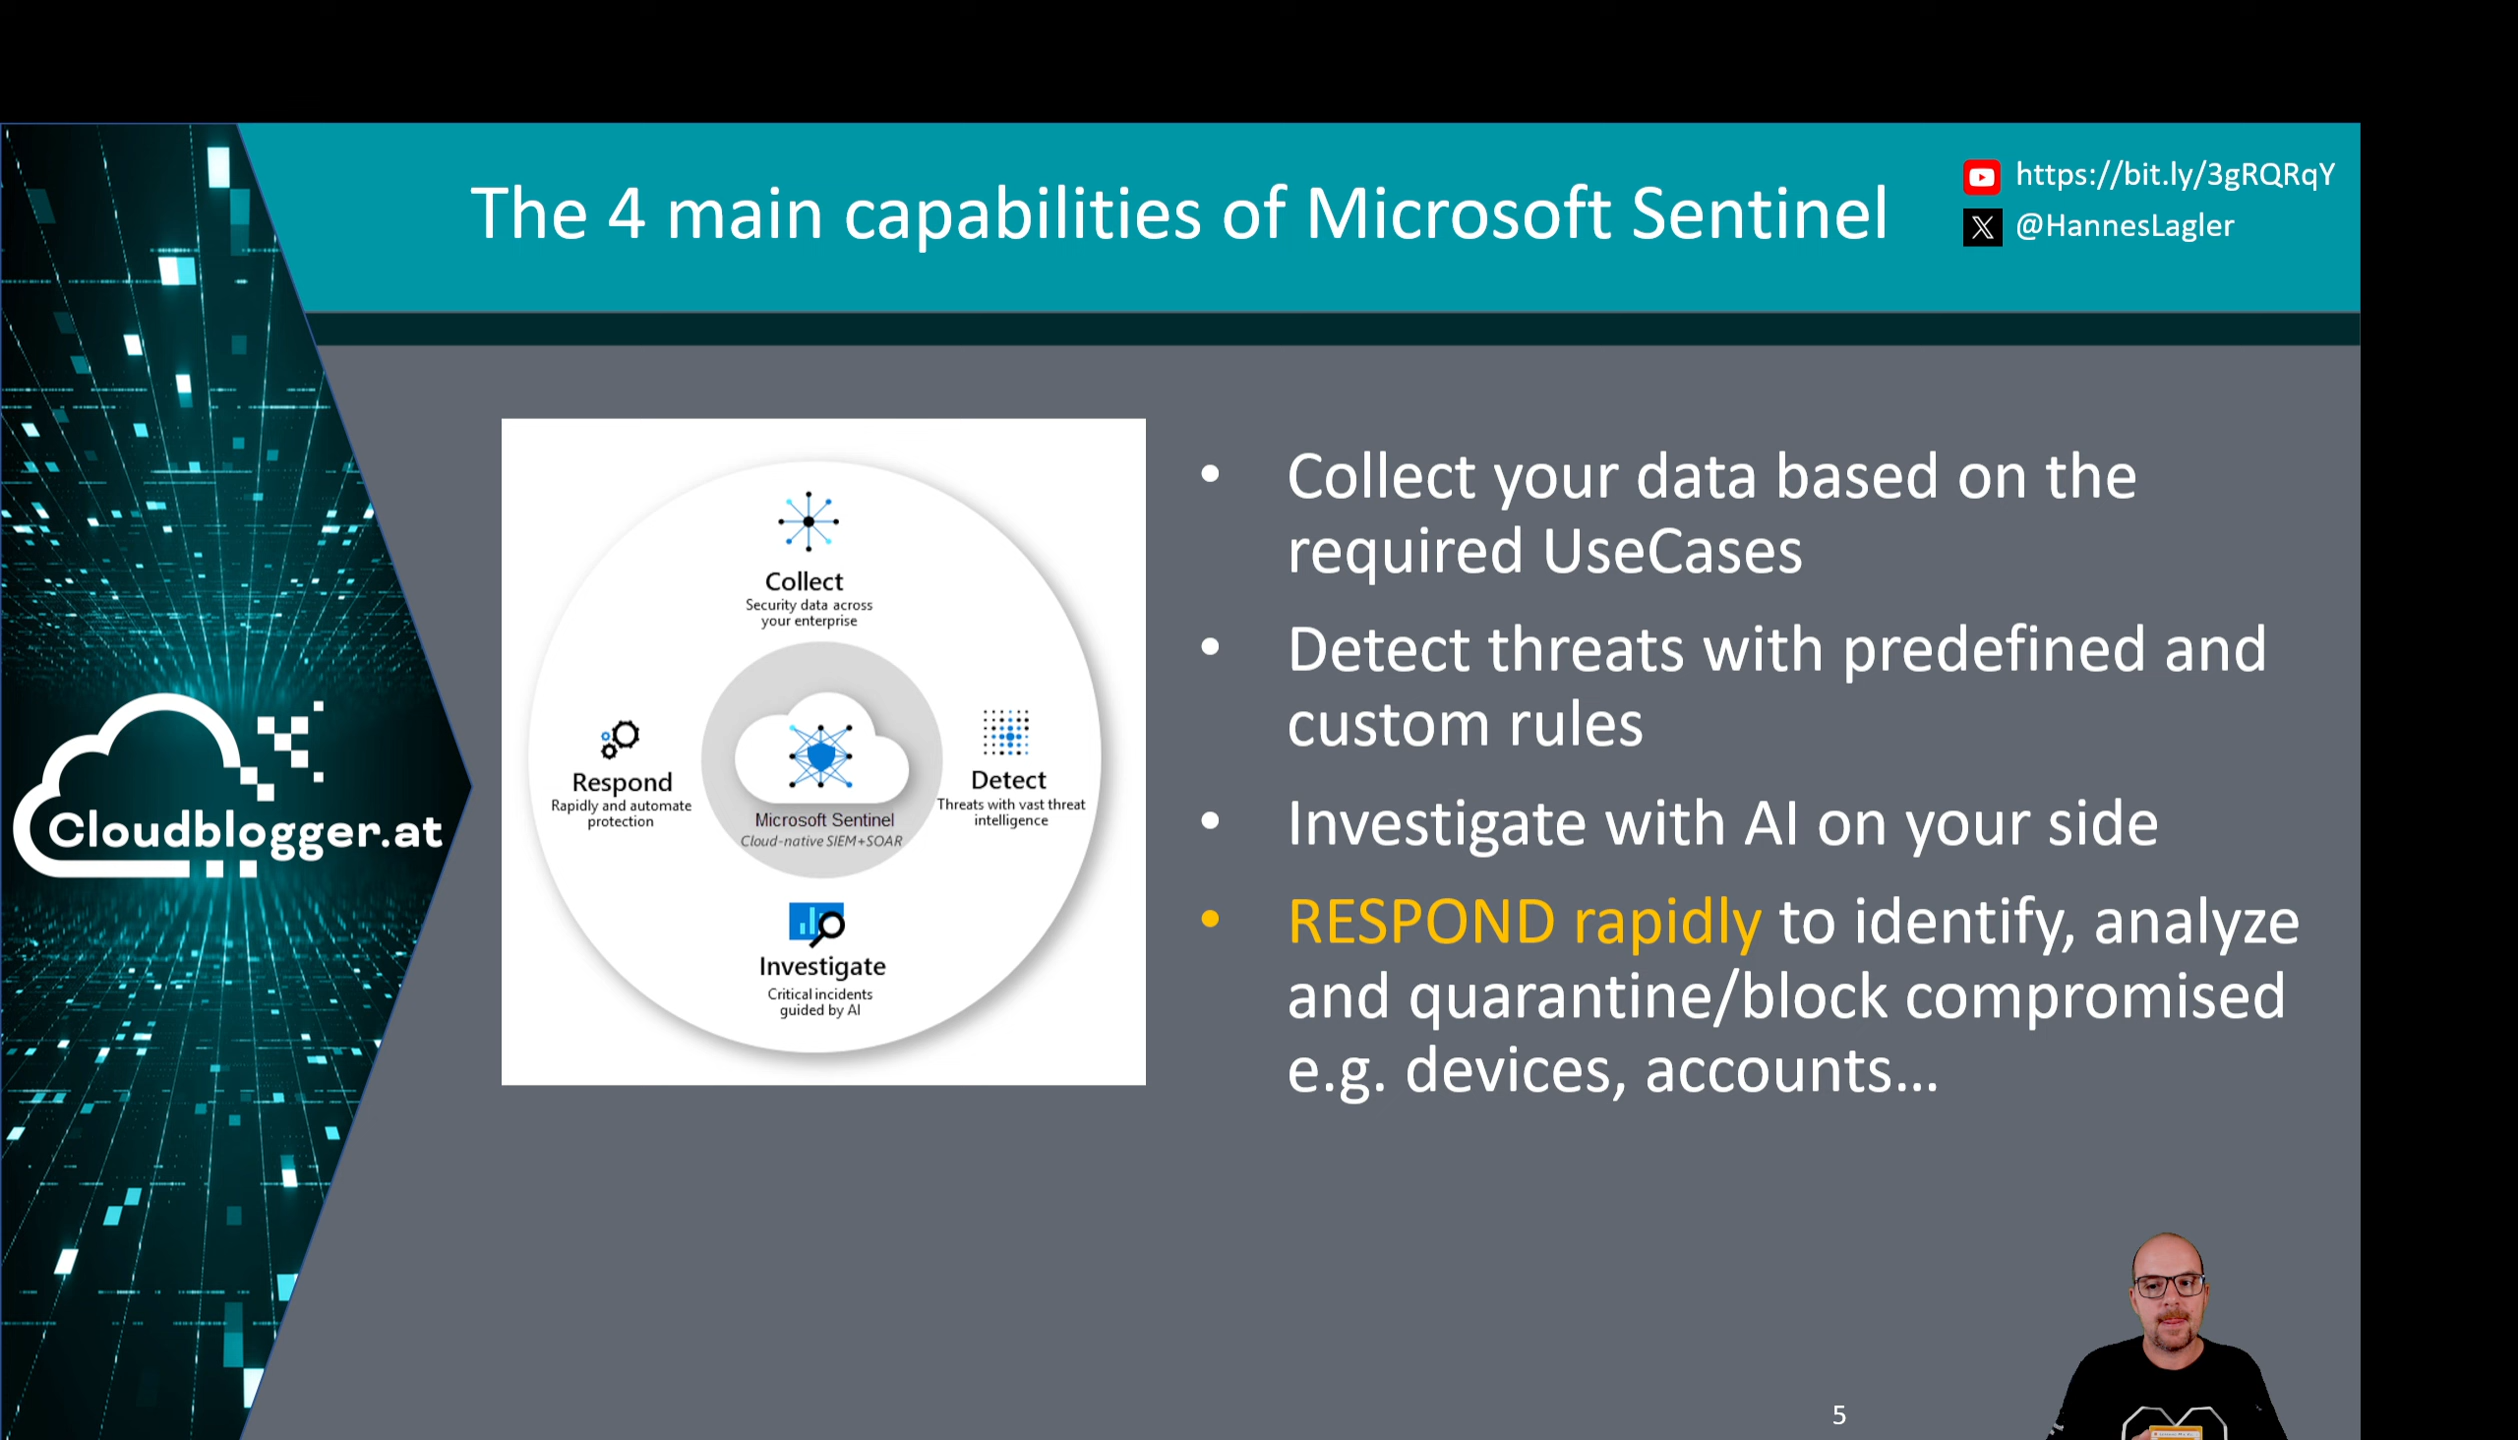 The 4 main capabilities of Microsoft Sentinel
https://bit.ly/3gRQRqY
@HannesLagler
Cloudblogger.at
Collect
Security data across
your enterprise
Respond
Rapidly and automate
protection
Microsoft Sentinel
Cloud-native SIEM+SOAR
Detect
Threats with vast threat
intelligence
Investigate
Critical incidents
guided by AI
• Collect your data based on the
required UseCases
• Detect threats with predefined and
custom rules
• Investigate with AI on your side
• RESPOND rapidly to identify, analyze
and quarantine/block compromised
e.g. devices, accounts...
5